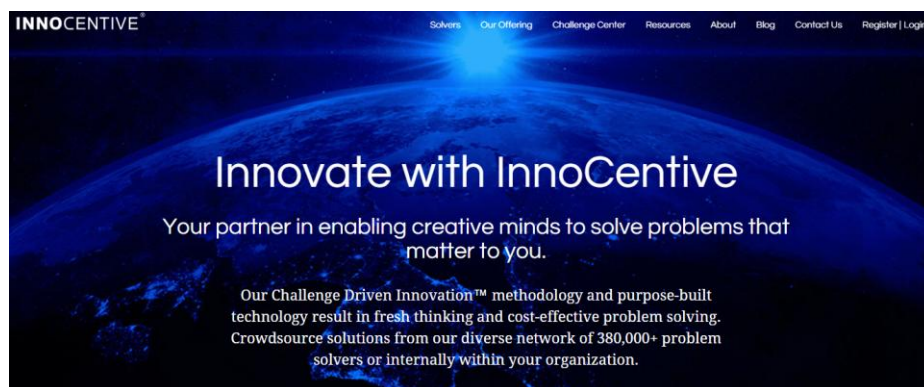 INNOCENTIVE®
Solvers Our Offering Challenge Center Resources About Blog Contact Us Register | Login
Innovate with InnoCentive
Your partner in enabling creative minds to solve problems that
matter to you.
Our Challenge Driven Innovation™ methodology and purpose-built
technology result in fresh thinking and cost-effective problem solving.
Crowdsource solutions from our diverse network of 380,000+ problem
solvers or internally within your organization.